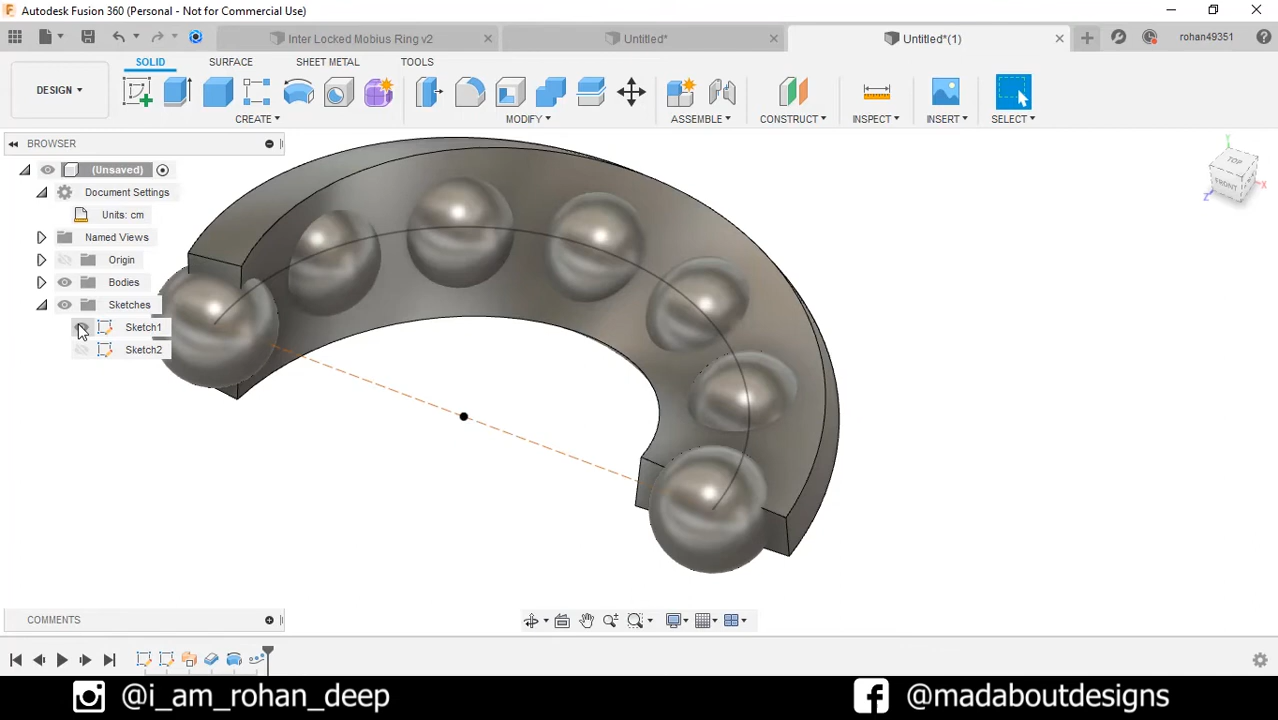 Autodesk Fusion 360 (Personal - Not for Commercial Use)
Inter Locked Mobius Ring v2
Untitled*
Untitled*(1)
rohan49351
DESIGN
SOLID
SURFACE
SHEET METAL
TOOLS
CREATE
MODIFY
ASSEMBLE
CONSTRUCT
INSPECT
INSERT
SELECT
BROWSER
(Unsaved)
Document Settings
Units: cm
Named Views
Origin
Bodies
Sketches
Sketch1
Sketch2
TOP
FRONT
Y
X
Z
COMMENTS
@i_am_rohan_deep
@madaboutdesigns